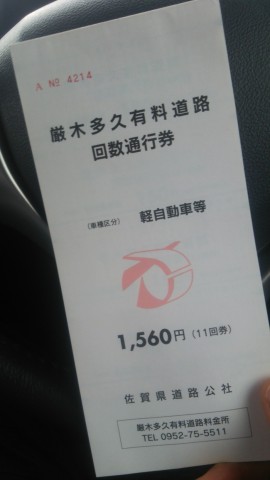 A № 4214
厳木多久有料道路
回数通行券
(車種区分) 軽自動車等
1,560円(11回券)
佐賀県道路公社
厳木多久有料道路料金所
TEL 0952-75-5511